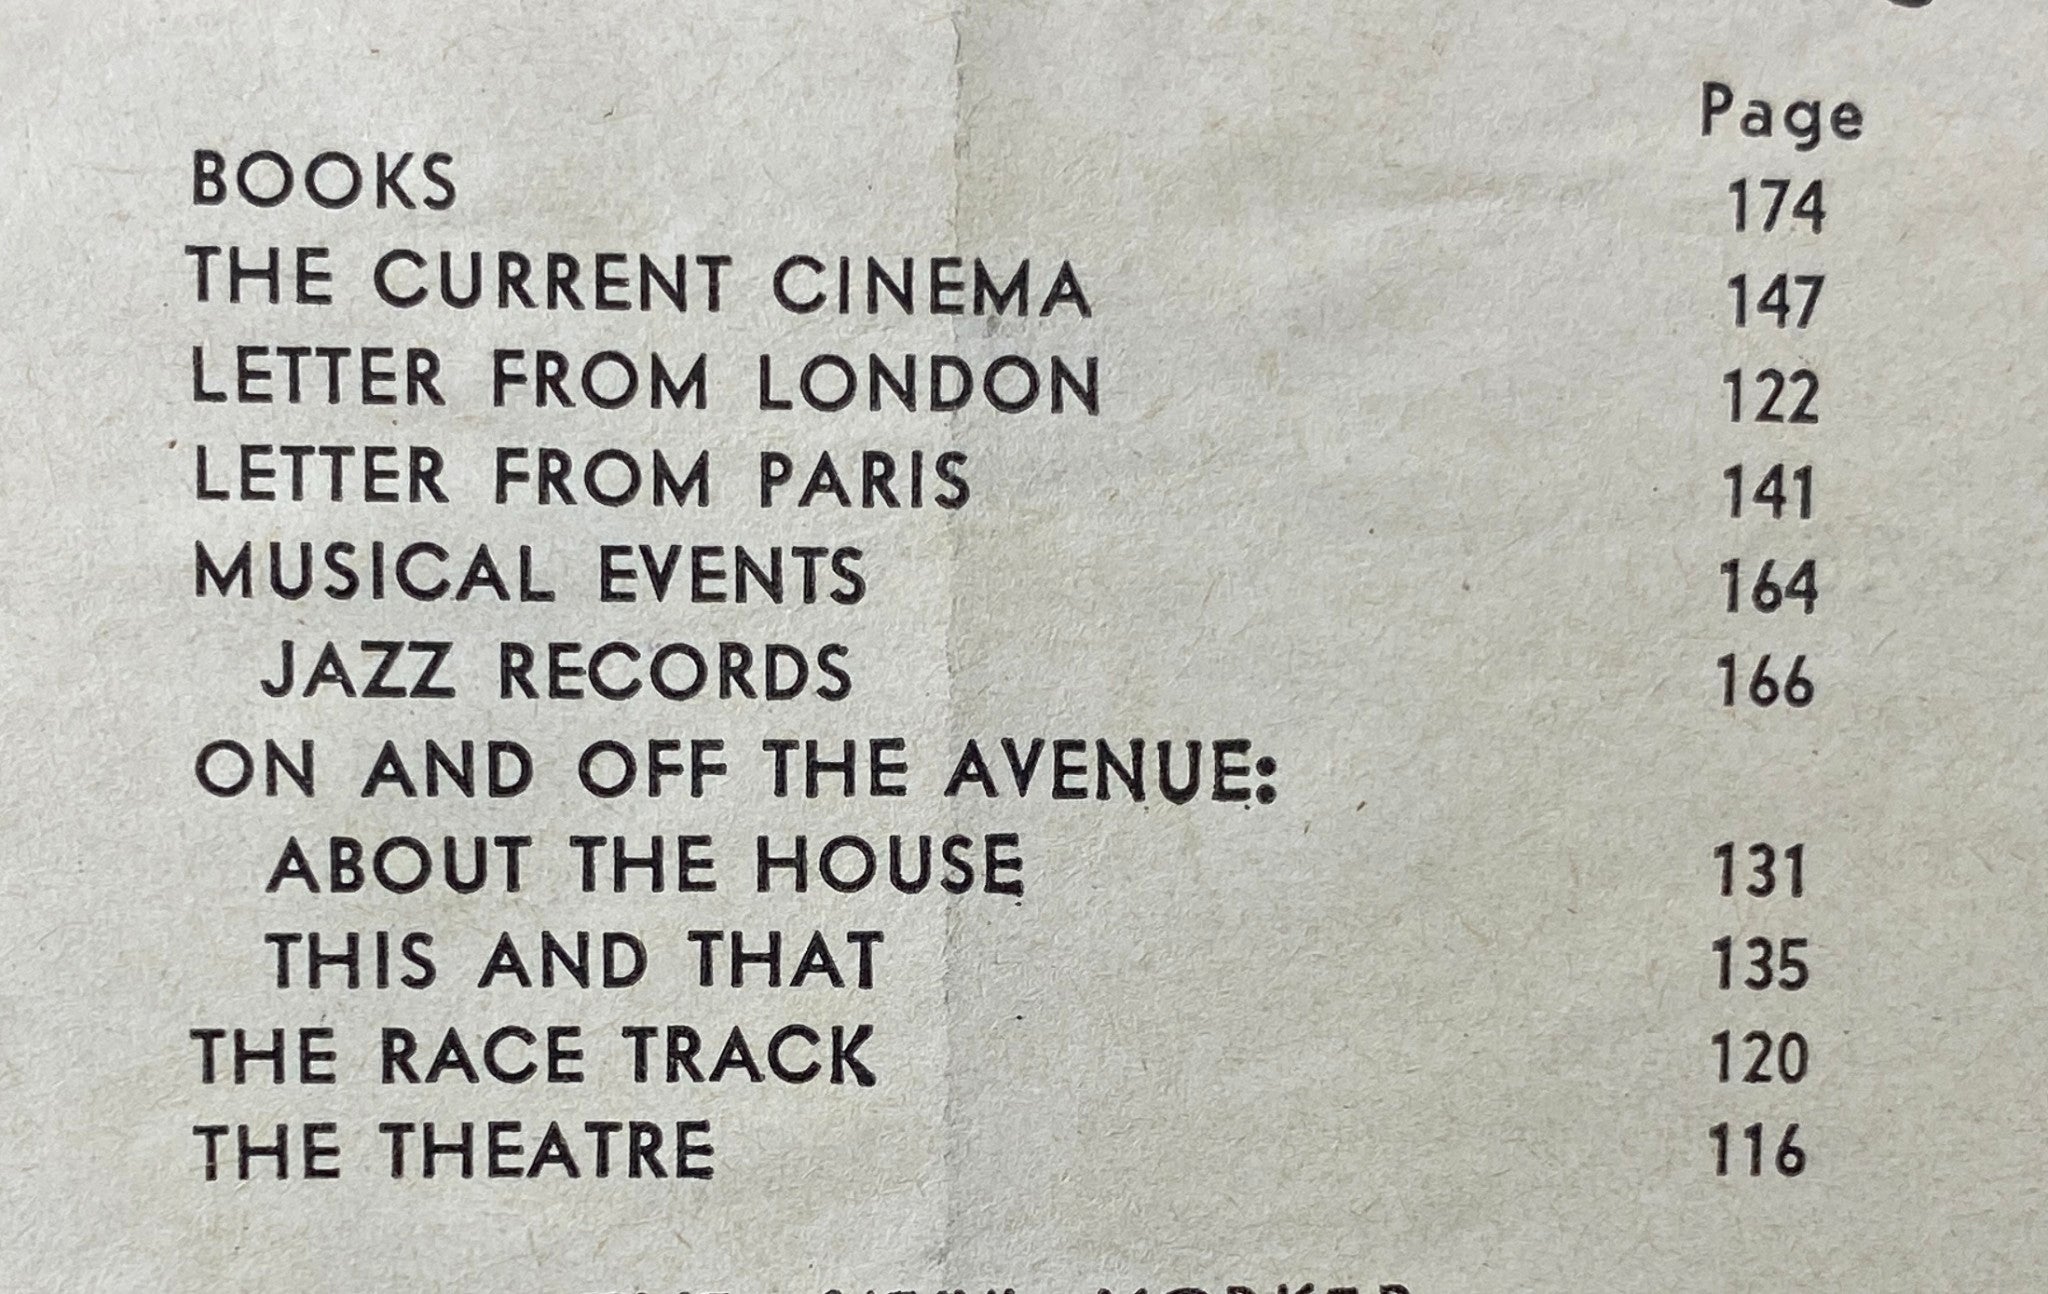 Page
BOOKS 174
THE CURRENT CINEMA 147
LETTER FROM LONDON 122
LETTER FROM PARIS 141
MUSICAL EVENTS 164
JAZZ RECORDS 166
ON AND OFF THE AVENUE:
ABOUT THE HOUSE 131
THIS AND THAT 135
THE RACE TRACK 120
THE THEATRE 116